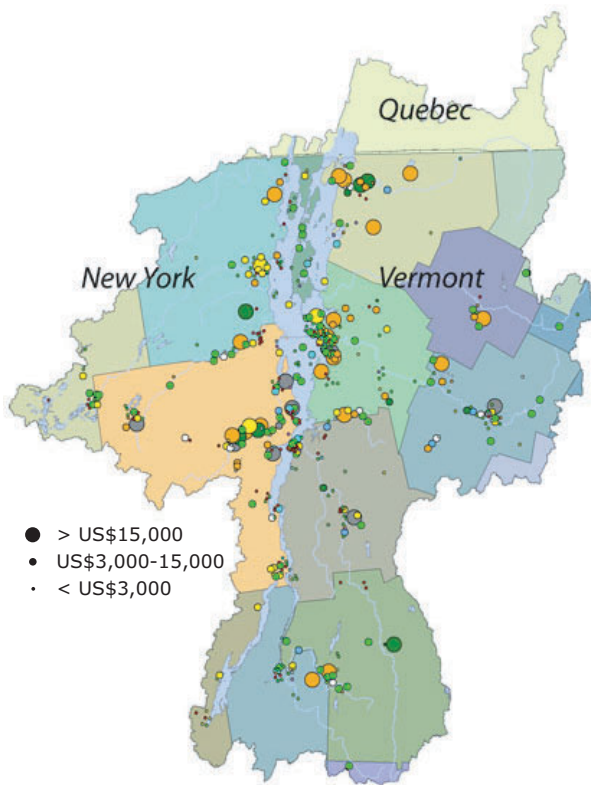 Quebec
New York
Vermont
> US$15,000
US$3,000-15,000
< US$3,000